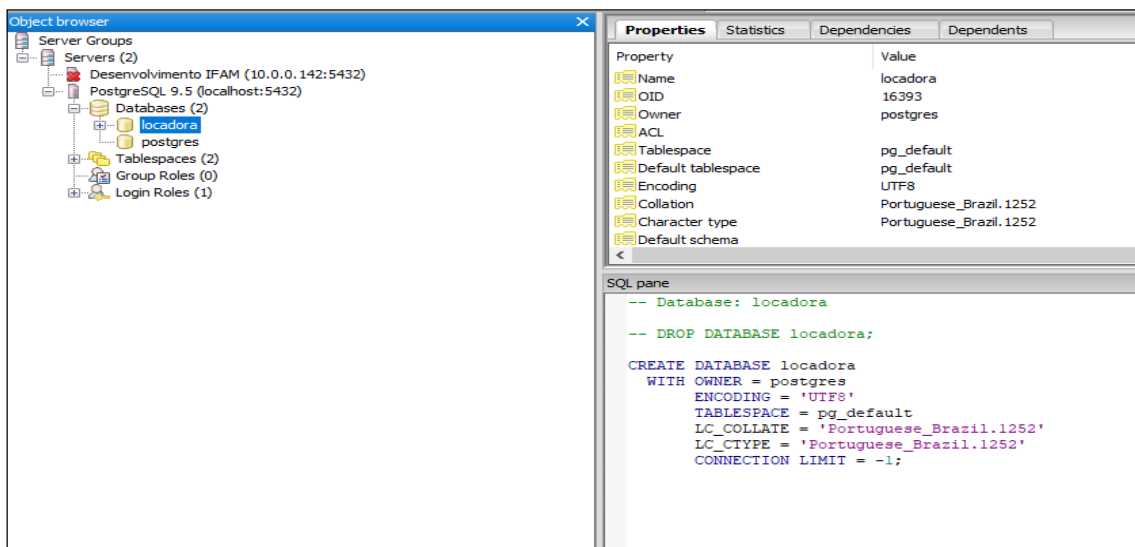 Object browser
Server Groups
Servers (2)
Desenvolvimento IFAM (10.0.0.142:5432)
PostgreSQL 9.5 (localhost:5432)
Databases (2)
locadora
postgres
Tablespaces (2)
Group Roles (0)
Login Roles (1)
Properties Statistics Dependencies Dependents
Property Value
Name locadora
OID 16393
Owner postgres
ACL
Tablespace pg_default
Default tablespace pg_default
Encoding UTF8
Collation Portuguese_Brazil.1252
Character type Portuguese_Brazil.1252
Default schema
SQL pane
-- Database: locadora
-- DROP DATABASE locadora;
CREATE DATABASE locadora
WITH OWNER = postgres
ENCODING = 'UTF8'
TABLESPACE = pg_default
LC_COLLATE = 'Portuguese_Brazil.1252'
LC_CTYPE = 'Portuguese_Brazil.1252'
CONNECTION LIMIT = -1;